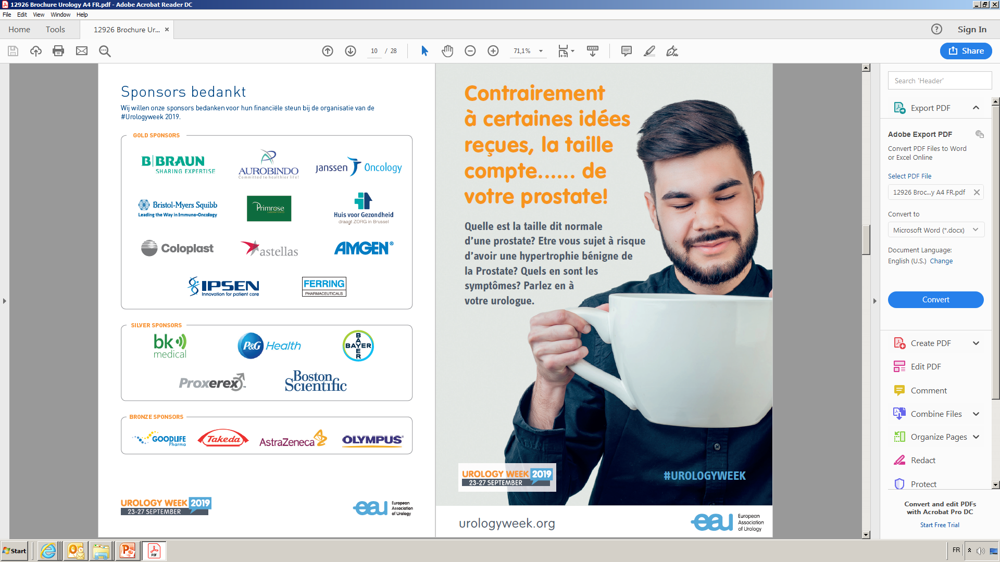 12926 Brochure Urology A4 FR.pdf - Adobe Acrobat Reader DC
File Edit View Window Help
Home Tools 12926 Brochure Ur... × ? Sign In
10 / 28 71,1% Share
Sponsors bedankt
Wij willen onze sponsors bedanken voor hun financiële steun bij de organisatie van de
#Urologyweek 2019.
GOLD SPONSORS
B|BRAUN
SHARING EXPERTISE
AUROBINDO
Committed to healthier life!
janssen Oncology
Bristol-Myers Squibb
Leading the Way in Immuno-Oncology
Primrose
LABORATORIES
Huis voor Gezondheid
draagt ZORG in Brussel
Coloplast
astellas
AMGEN®
IPSEN
Innovation for patient care
FERRING
PHARMACEUTICALS
SILVER SPONSORS
bk
medical
P&G Health
BAYER
BAYER
Proxerex™
Boston
Scientific
BRONZE SPONSORS
GOODLIFE
Pharma
Takeda
AstraZeneca
OLYMPUS®
UROLOGY WEEK 2019
23-27 SEPTEMBER
eau
European
Association
of Urology
Contrairement
à certaines idées
reçues, la taille
compte...... de
votre prostate!
Quelle est la taille dit normale
d'une prostate? Etre vous sujet à risque
d'avoir une hypertrophie bénigne de
la Prostate? Quels en sont les
symptômes? Parlez en à
votre urologue.
UROLOGY WEEK 2019
23-27 SEPTEMBER
#UROLOGYWEEK
urologyweek.org
eau
European
Association
of Urology
Search 'Header'
Export PDF
Adobe Export PDF
Convert PDF Files to Word
or Excel Online
Select PDF File
12926 Broc...y A4 FR.pdf
Convert to
Microsoft Word (*.docx)
Document Language:
English (U.S.) Change
Convert
Create PDF
Edit PDF
Comment
Combine Files
Organize Pages
Redact
Protect
Convert and edit PDFs
with Acrobat Pro DC
Start Free Trial
Start FR